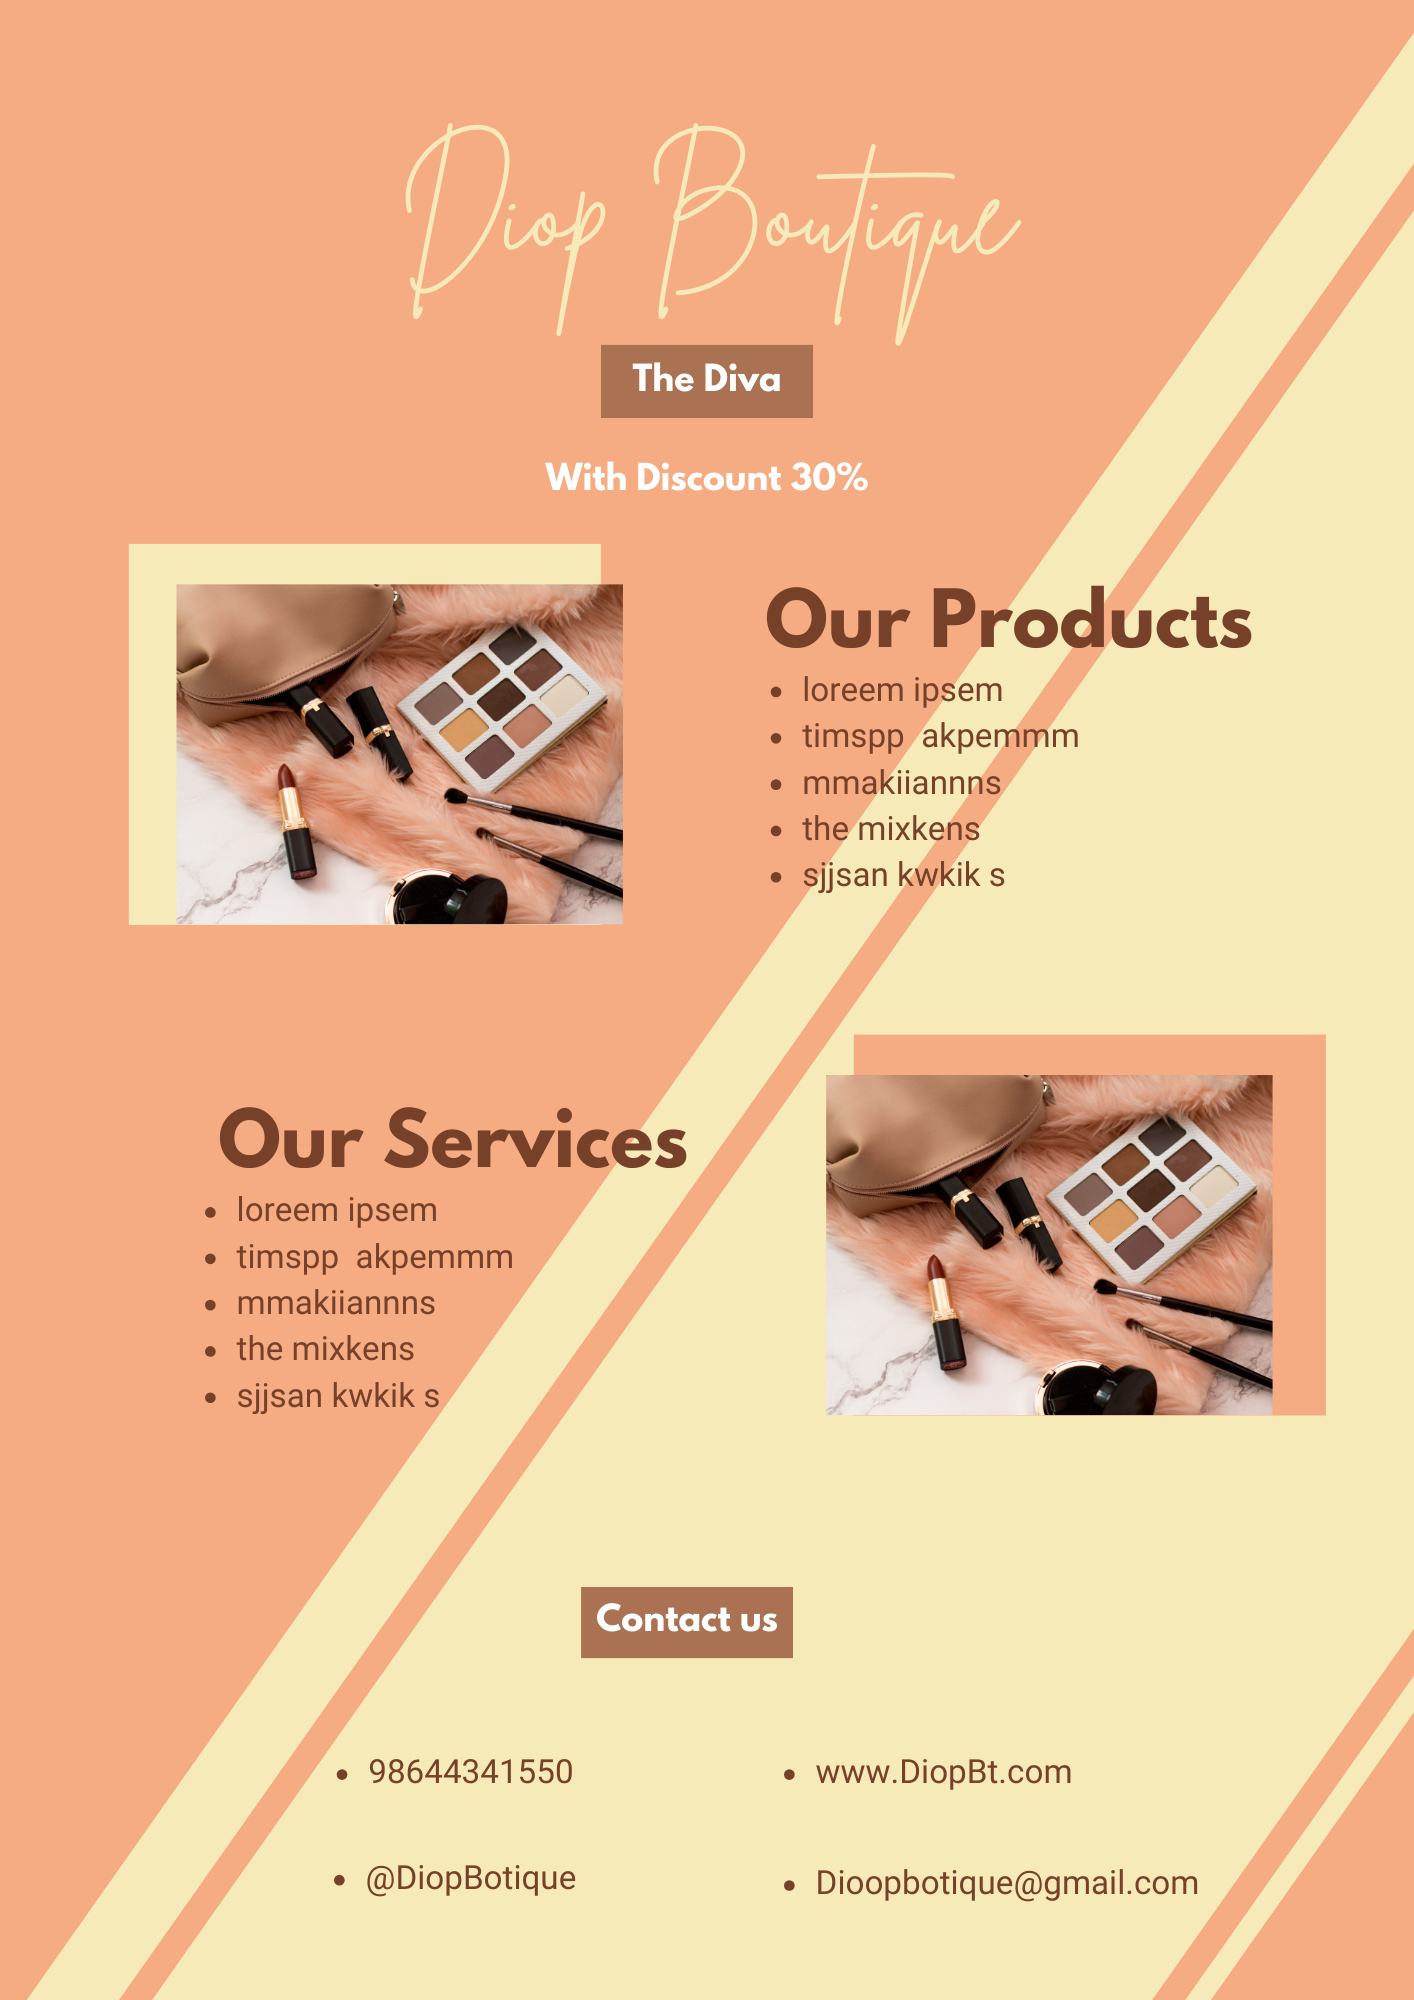 Diop Boutique
The Diva
With Discount 30%
Our Products
loreem ipsem
timspp akpemmm
mmakiiannns
the mixkens
sjjsan kwkik s
Our Services
loreem ipsem
timspp akpemmm
mmakiiannns
the mixkens
sjjsan kwkik s
Contact us
98644341550
www.DiopBt.com
@DiopBotique
Dioopbotique@gmail.com